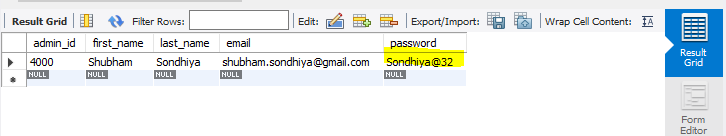 Result Grid Filter Rows: Edit: Export/Import: Wrap Cell Content: IA
admin_id first_name last_name email password
4000 Shubham Sondhiya shubham.sondhiya@gmail.com Sondhiya@32
NULL NULL NULL NULL NULL
Result
Grid
Form
Editor